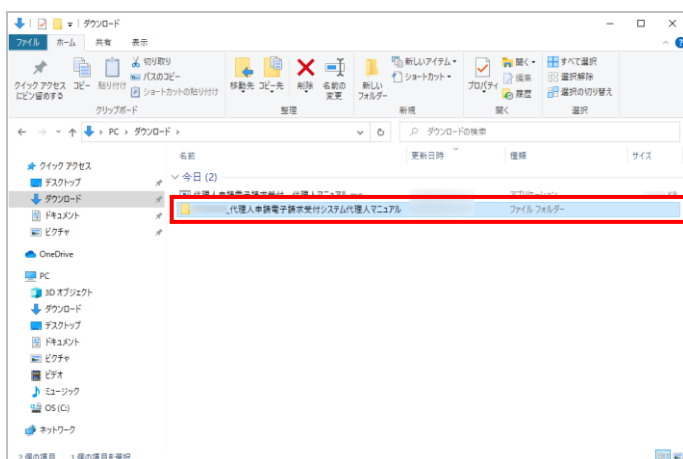 ダウンロード
ファイル ホーム 共有 表示
クイック アクセスにピン留めする
コピー
貼り付け
切り取り
パスのコピー
ショートカットの貼り付け
クリップボード
移動先
コピー先
削除
名前の変更
整理
新しいフォルダー
新しいアイテム
ショートカット
新規
プロパティ
開く
編集
履歴
開く
すべて選択
選択解除
選択の切り替え
選択
PC ダウンロード
ダウンロードの検索
名前 更新日時 種類 サイズ
今日 (2)
_代理人申請電子請求受付システム代理人マニュアル ファイル フォルダー
クイック アクセス
デスクトップ
ダウンロード
ドキュメント
ピクチャ
OneDrive
PC
3D オブジェクト
ダウンロード
デスクトップ
ドキュメント
ピクチャ
ビデオ
ミュージック
OS (C:)
ネットワーク
2 個の項目 1 個の項目を選択